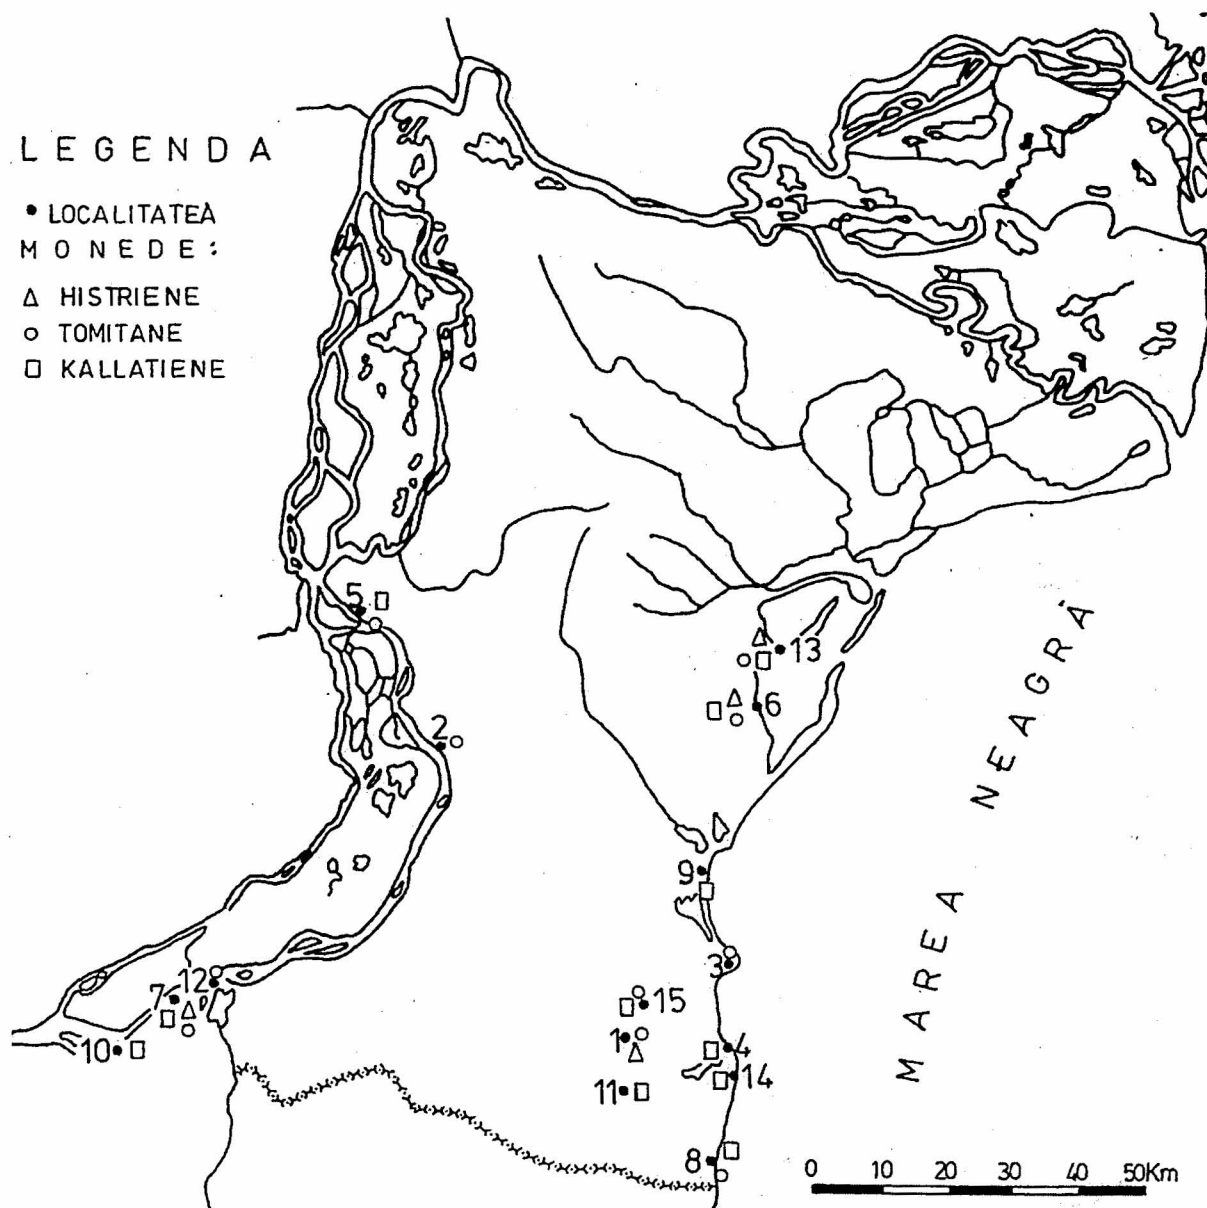 LEGENDA
• LOCALITATEA
MONEDE:
△ HISTRIENE
○ TOMITANE
□ KALLATIENE
5
13
6
2
9
3
12
7
15
1
10
4
14
11
8
MAREA NEAGRĂ
0 10 20 30 40 50Km